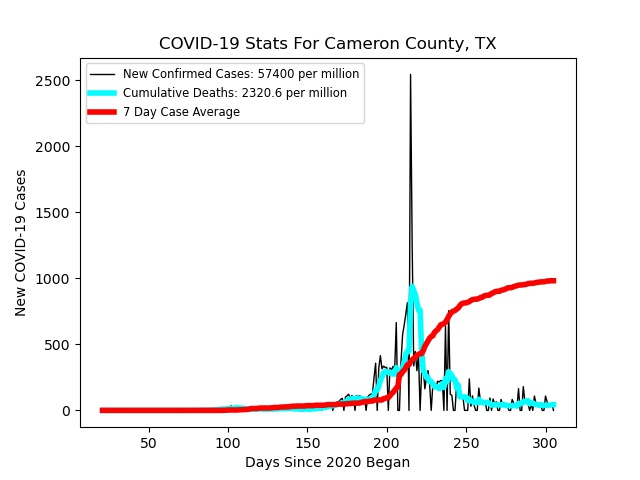 COVID-19 Stats For Cameron County, TX
New Confirmed Cases: 57400 per million
Cumulative Deaths: 2320.6 per million
7 Day Case Average
New COVID-19 Cases
2500
2000
1500
1000
500
0
50 100 150 200 250 300
Days Since 2020 Began